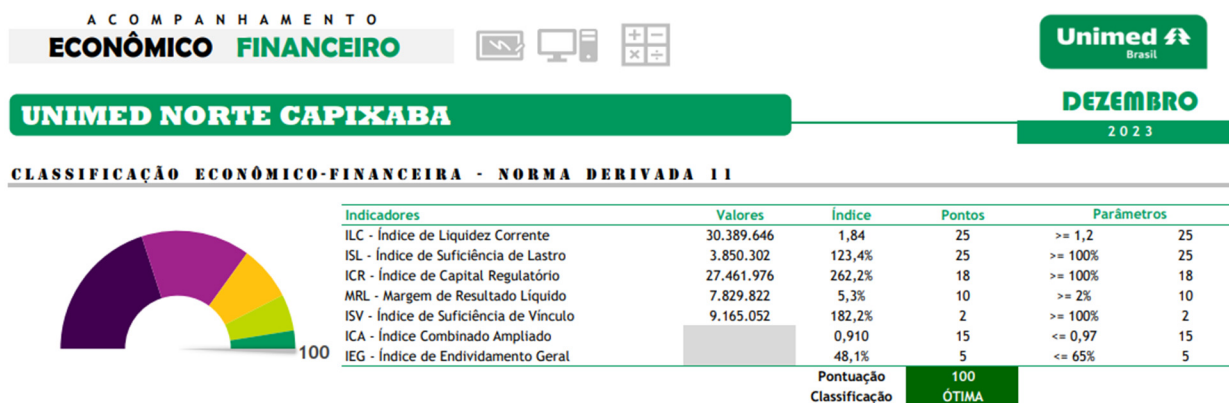 ACOMPANHAMENTO
ECONÔMICO FINANCEIRO
Unimed
Brasil
UNIMED NORTE CAPIXABA
DEZEMBRO
2023
CLASSIFICAÇÃO ECONÔMICO-FINANCEIRA - NORMA DERIVADA 11
Indicadores Valores Índice Pontos Parâmetros
ILC - Índice de Liquidez Corrente 30.389.646 1,84 25 >= 1,2 25
ISL - Índice de Suficiência de Lastro 3.850.302 123,4% 25 >= 100% 25
ICR - Índice de Capital Regulatório 27.461.976 262,2% 18 >= 100% 18
MRL - Margem de Resultado Líquido 7.829.822 5,3% 10 >= 2% 10
ISV - Índice de Suficiência de Vínculo 9.165.052 182,2% 2 >= 100% 2
ICA - Índice Combinado Ampliado 0,910 15 <= 0,97 15
IEG - Índice de Endividamento Geral 48,1% 5 <= 65% 5
100
Pontuação 100
Classificação ÓTIMA